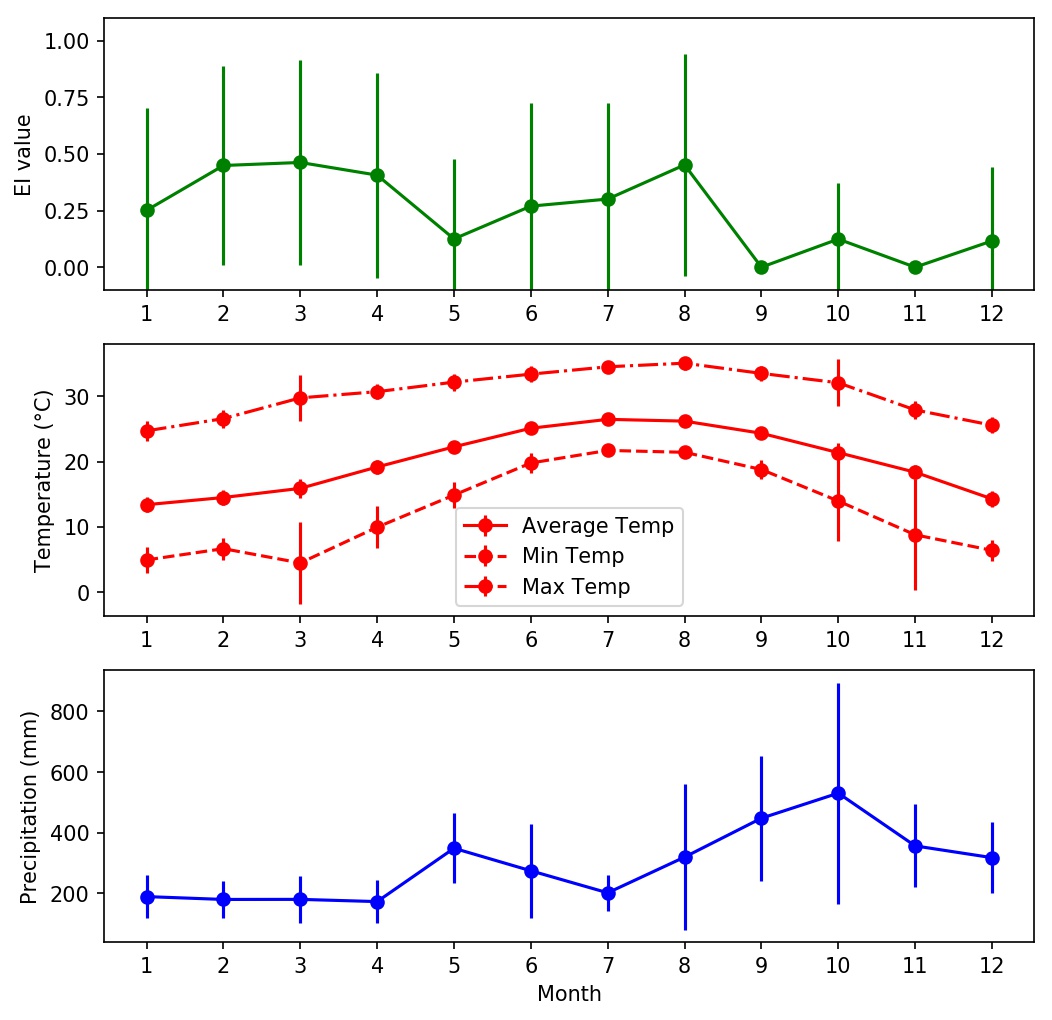 EI value
1.00
0.75
0.50
0.25
0.00
1 2 3 4 5 6 7 8 9 10 11 12
Temperature (°C)
30
20
10
0
Average Temp
Min Temp
Max Temp
1 2 3 4 5 6 7 8 9 10 11 12
Precipitation (mm)
800
600
400
200
1 2 3 4 5 6 7 8 9 10 11 12
Month